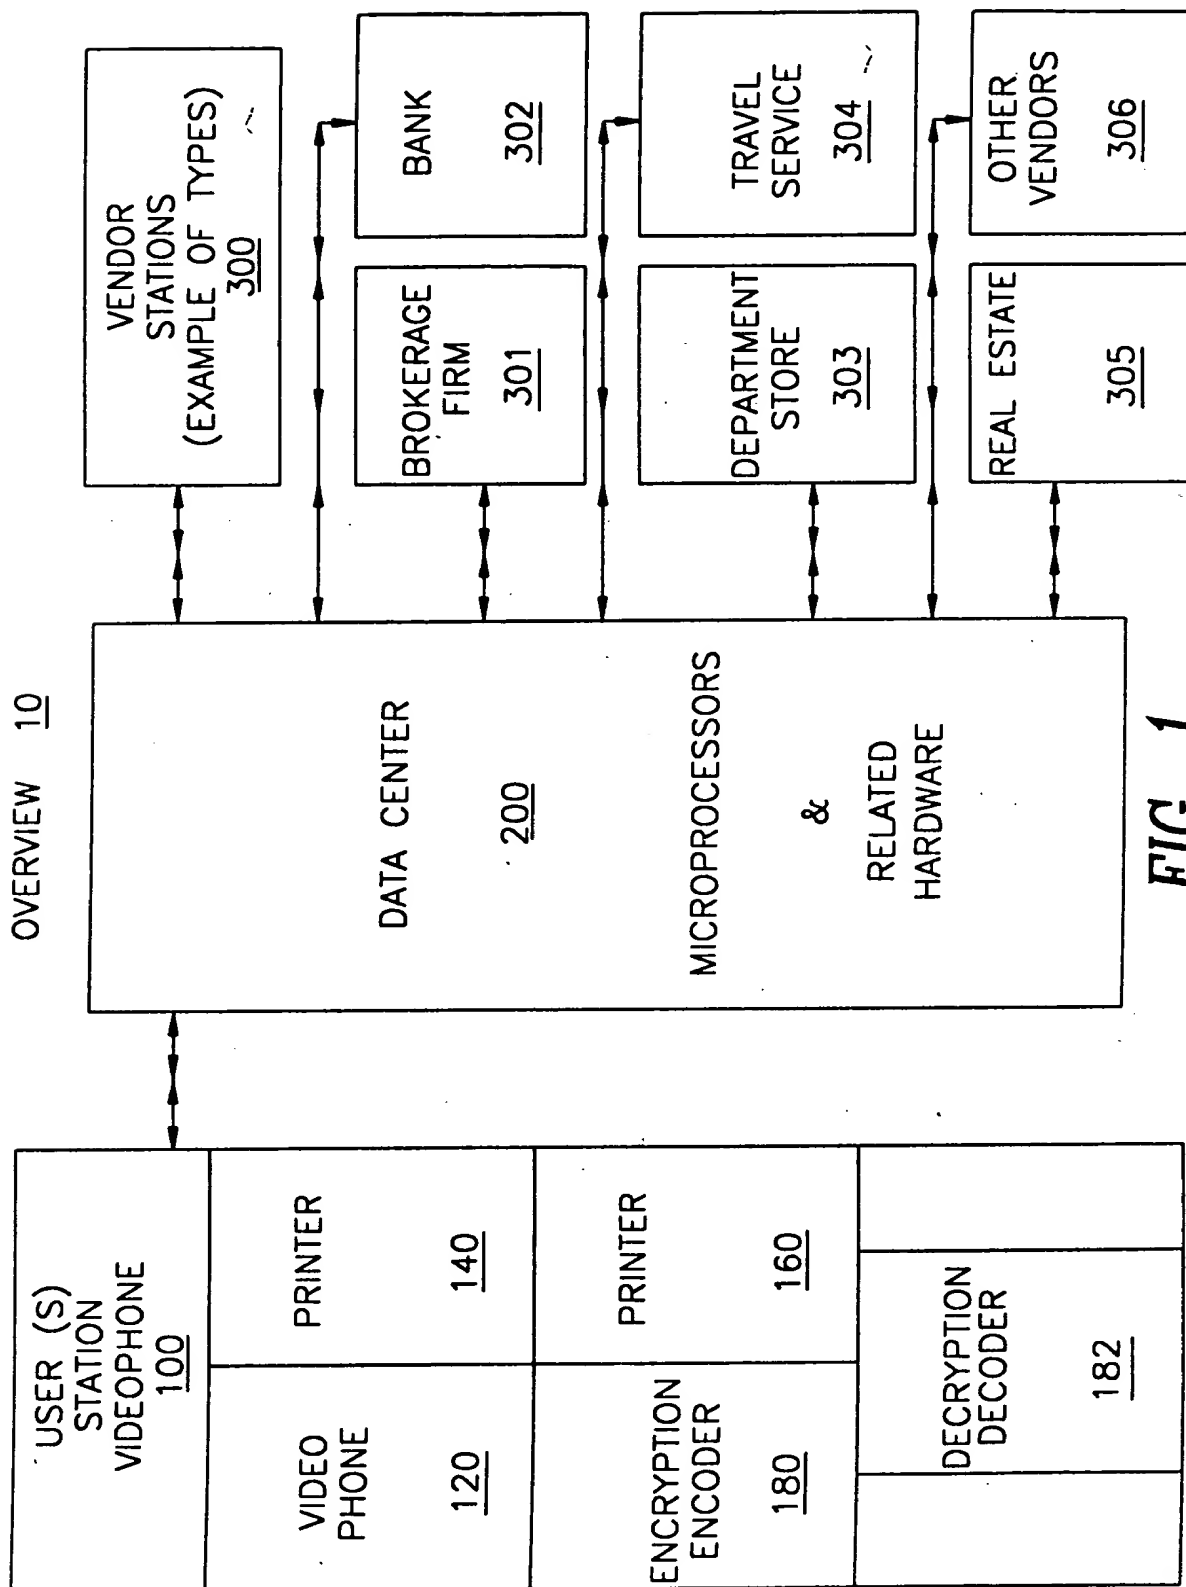 OVERVIEW 10
USER (S)
STATION
VIDEOPHONE
100
VIDEO
PHONE
120
PRINTER
140
ENCRYPTION
ENCODER
180
PRINTER
160
DECRYPTION
DECODER
182
DATA CENTER
200
MICROPROCESSORS
&
RELATED
HARDWARE
VENDOR
STATIONS
(EXAMPLE OF TYPES)
300
BROKERAGE
FIRM
301
BANK
302
DEPARTMENT
STORE
303
TRAVEL
SERVICE
304
REAL ESTATE
305
OTHER
VENDORS
306
FIG 1